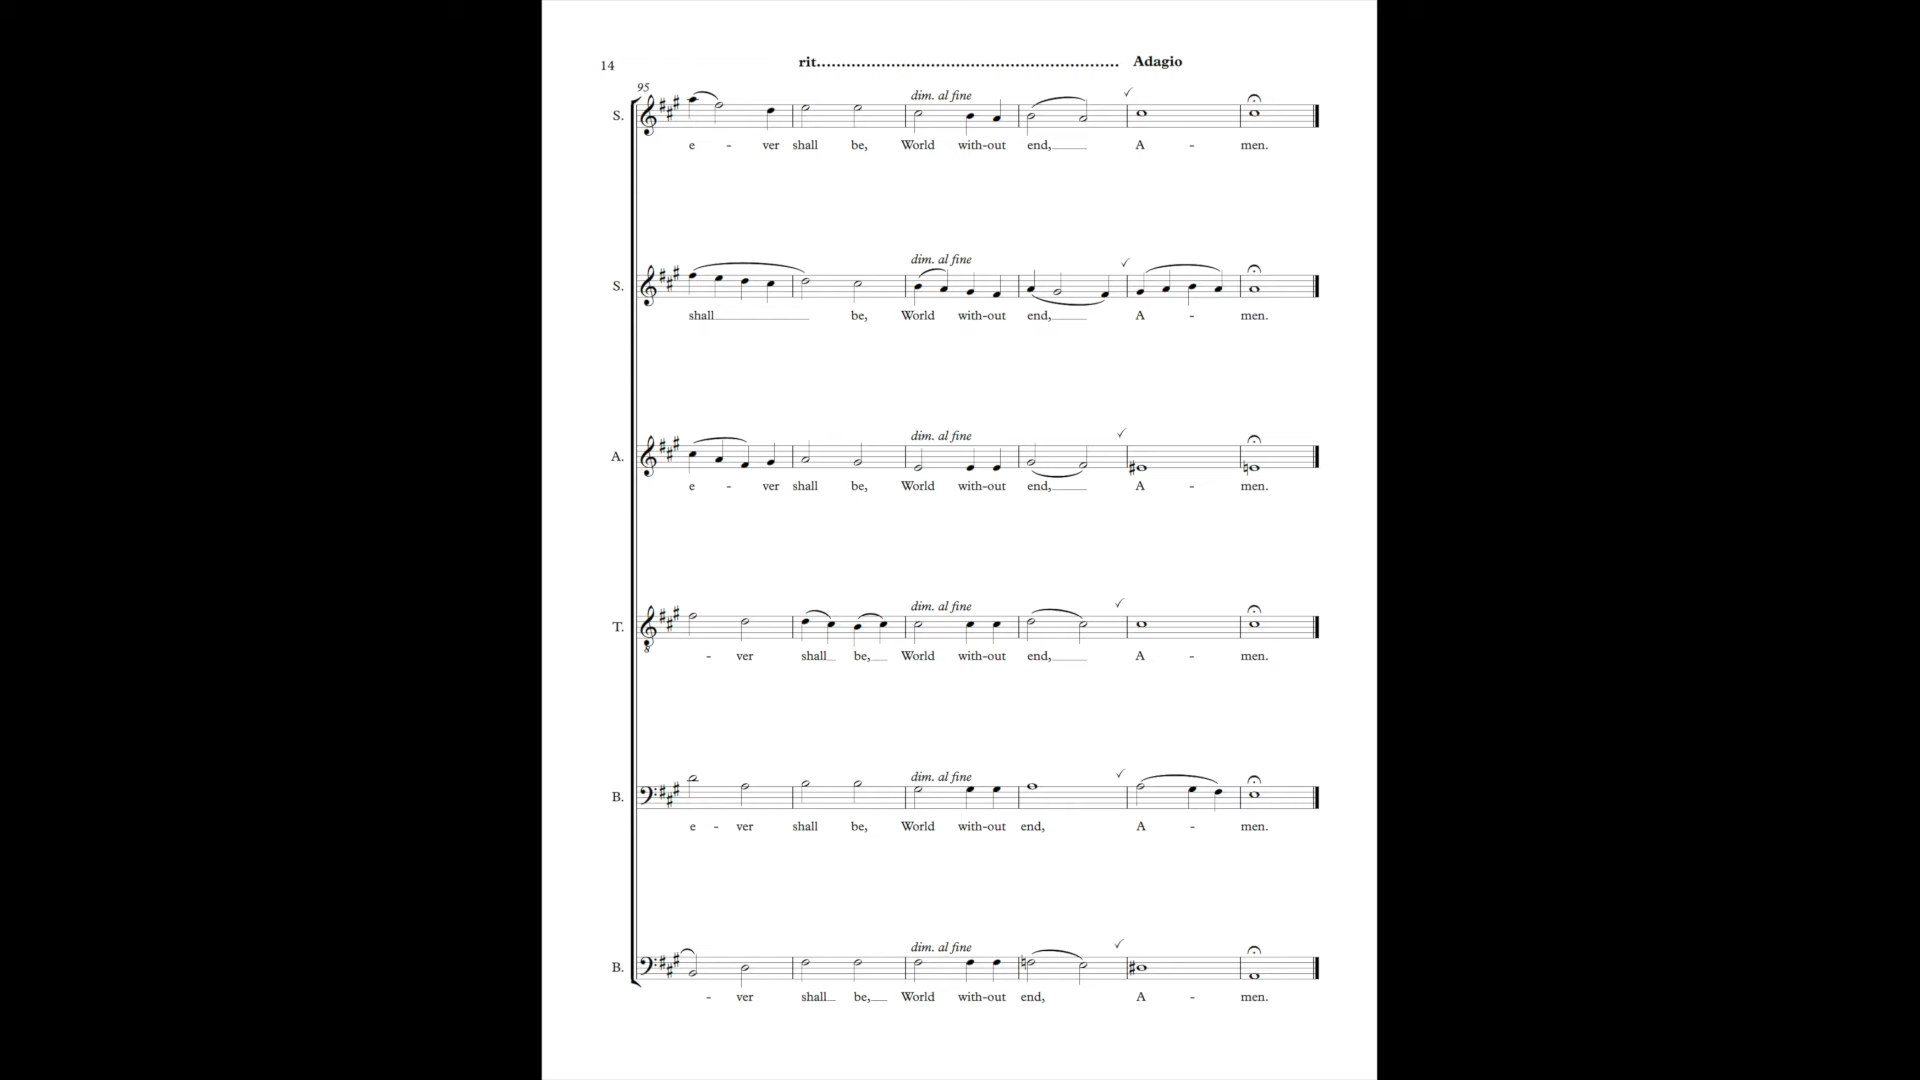 14
rit............................................................. Adagio
95
dim. al fine
S.
e - ver shall be, World with-out end, A - men.
dim. al fine
S.
shall be, World with-out end, A - men.
dim. al fine
A.
e - ver shall be, World with-out end, A - men.
dim. al fine
T.
- ver shall be, World with-out end, A - men.
dim. al fine
B.
e - ver shall be, World with-out end, A - men.
dim. al fine
B.
- ver shall be, World with-out end, A - men.